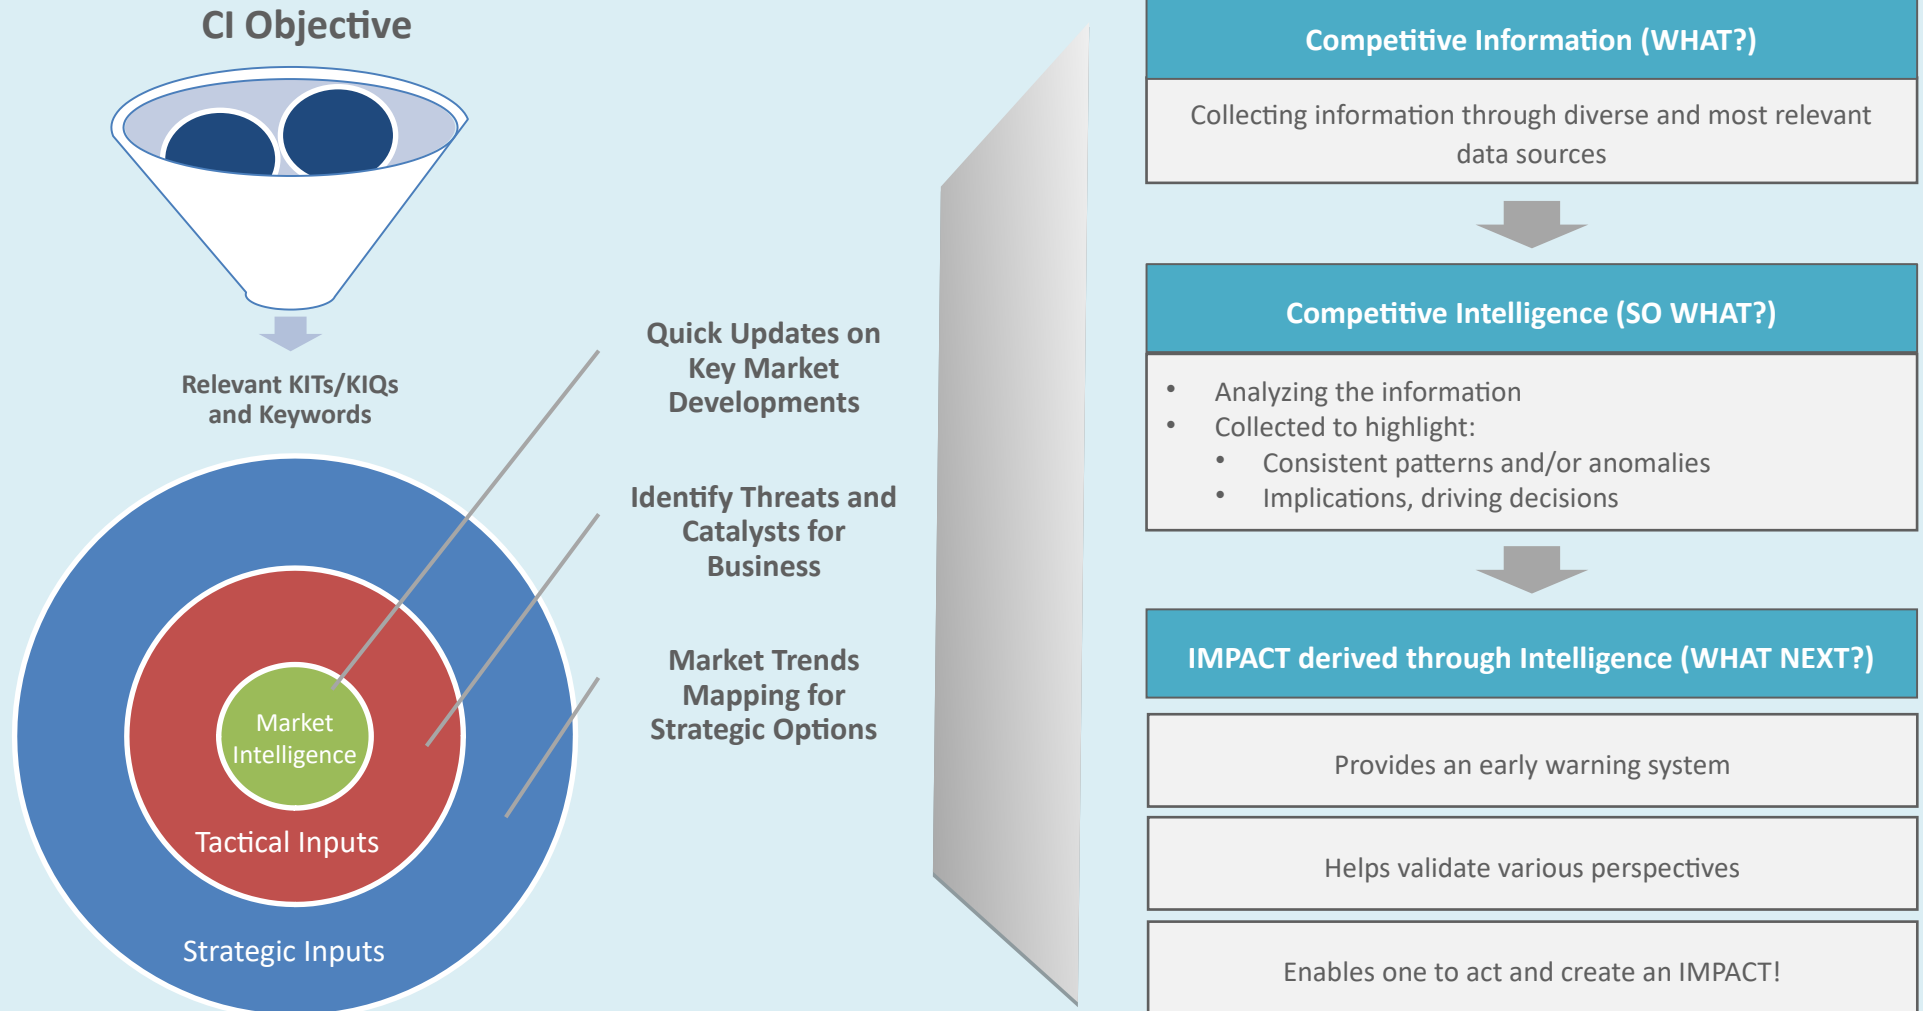 CI Objective
Relevant KITs/KIQs
and Keywords
Market
Intelligence
Tactical Inputs
Strategic Inputs
Quick Updates on
Key Market
Developments
Identify Threats and
Catalysts for
Business
Market Trends
Mapping for
Strategic Options
Competitive Information (WHAT?)
Collecting information through diverse and most relevant
data sources
Competitive Intelligence (SO WHAT?)
• Analyzing the information
• Collected to highlight:
• Consistent patterns and/or anomalies
• Implications, driving decisions
IMPACT derived through Intelligence (WHAT NEXT?)
Provides an early warning system
Helps validate various perspectives
Enables one to act and create an IMPACT!